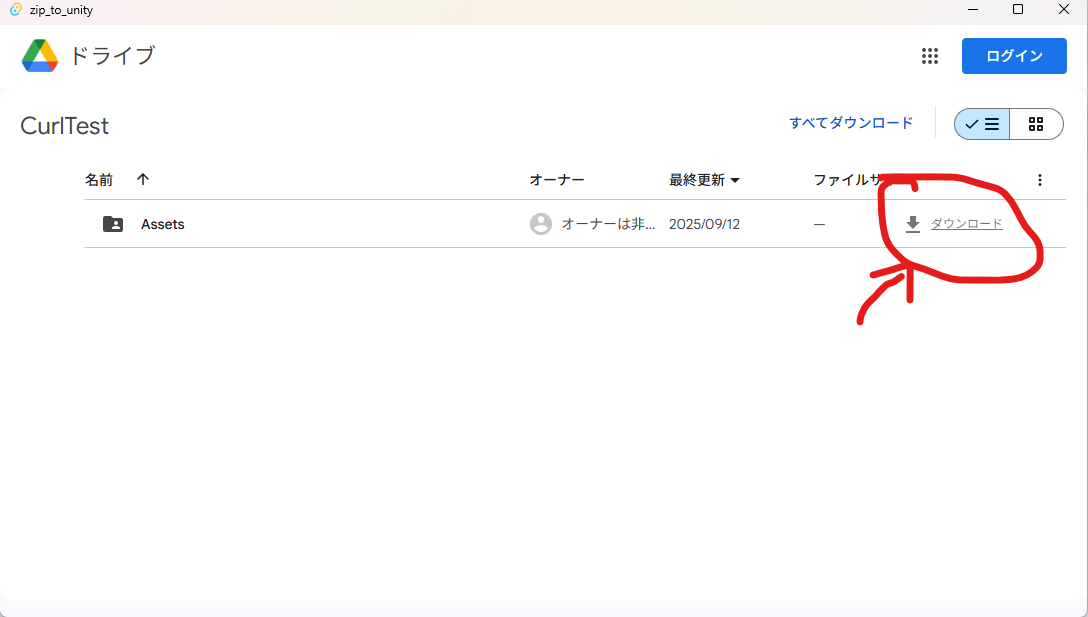 zip_to_unity
ドライブ
ログイン
CurlTest
すべてダウンロード
名前 オーナー 最終更新 ファイルサ
Assets オーナーは非... 2025/09/12 — ダウンロード